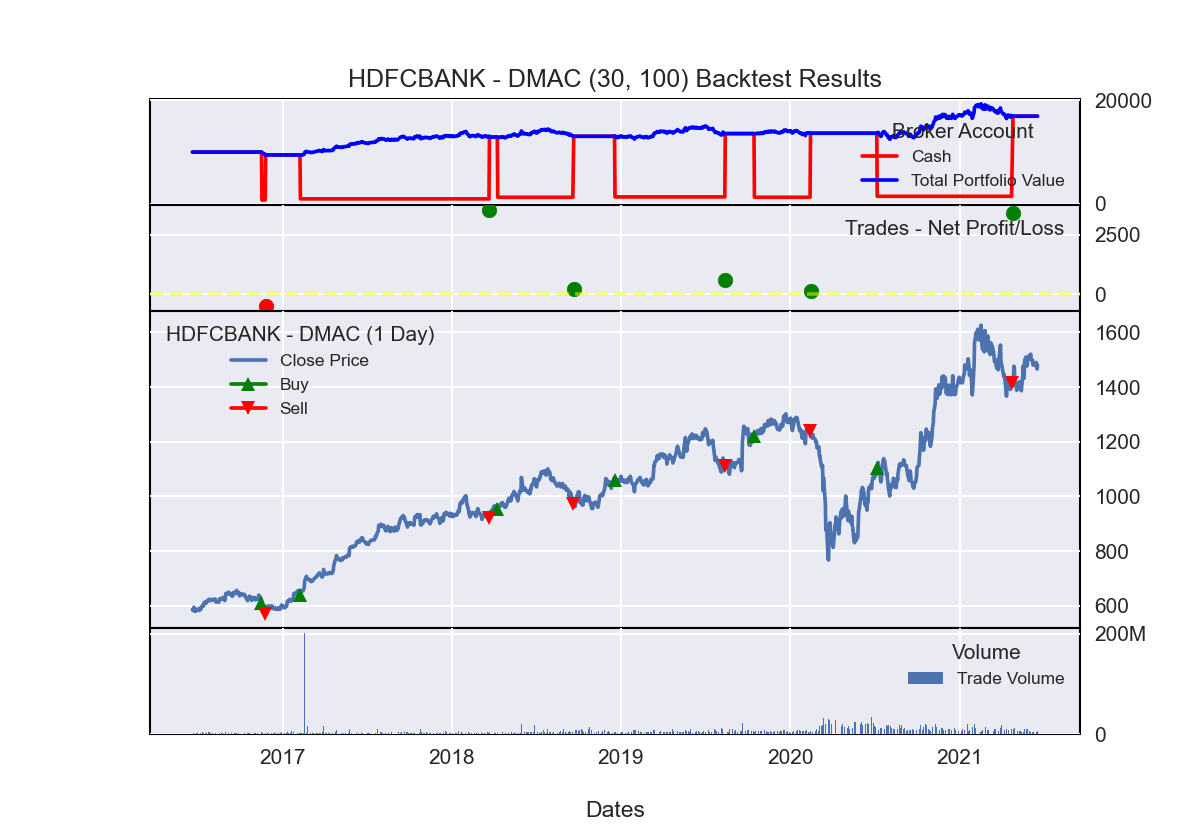 HDFCBANK - DMAC (30, 100) Backtest Results
20000
Broker Account
Cash
Total Portfolio Value
0
Trades - Net Profit/Loss
2500
0
HDFCBANK - DMAC (1 Day)
Close Price
Buy
Sell
1600
1400
1200
1000
800
600
200M
Volume
Trade Volume
0
2017 2018 2019 2020 2021
Dates